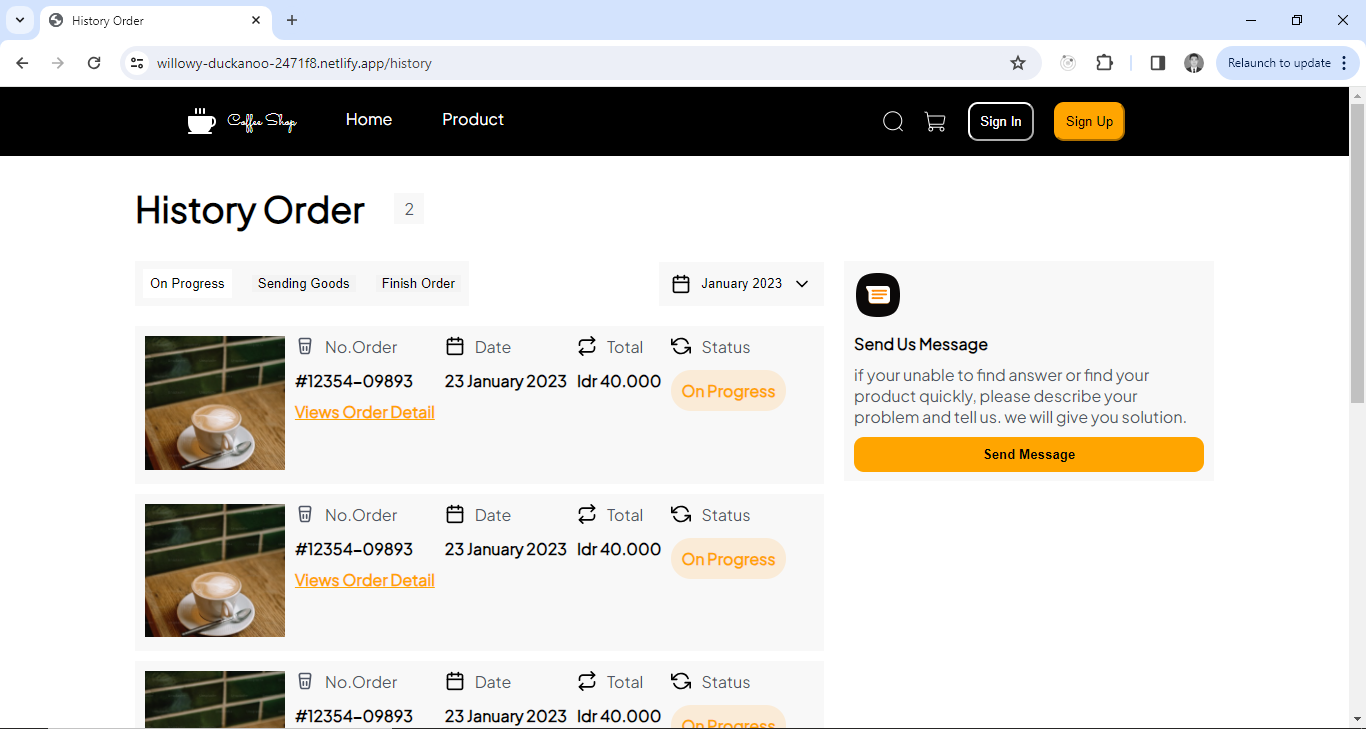 History Order
willowy-duckanoo-2471f8.netlify.app/history
Relaunch to update
Coffee Shop
Home
Product
Sign In
Sign Up
History Order
2
On Progress
Sending Goods
Finish Order
January 2023
No.Order
Date
Total
Status
#12354-09893
23 January 2023
Idr 40.000
On Progress
Views Order Detail
No.Order
Date
Total
Status
#12354-09893
23 January 2023
Idr 40.000
On Progress
Views Order Detail
No.Order
Date
Total
Status
#12354-09893
23 January 2023
Idr 40.000
On Progress
Send Us Message
if your unable to find answer or find your
product quickly, please describe your
problem and tell us. we will give you solution.
Send Message